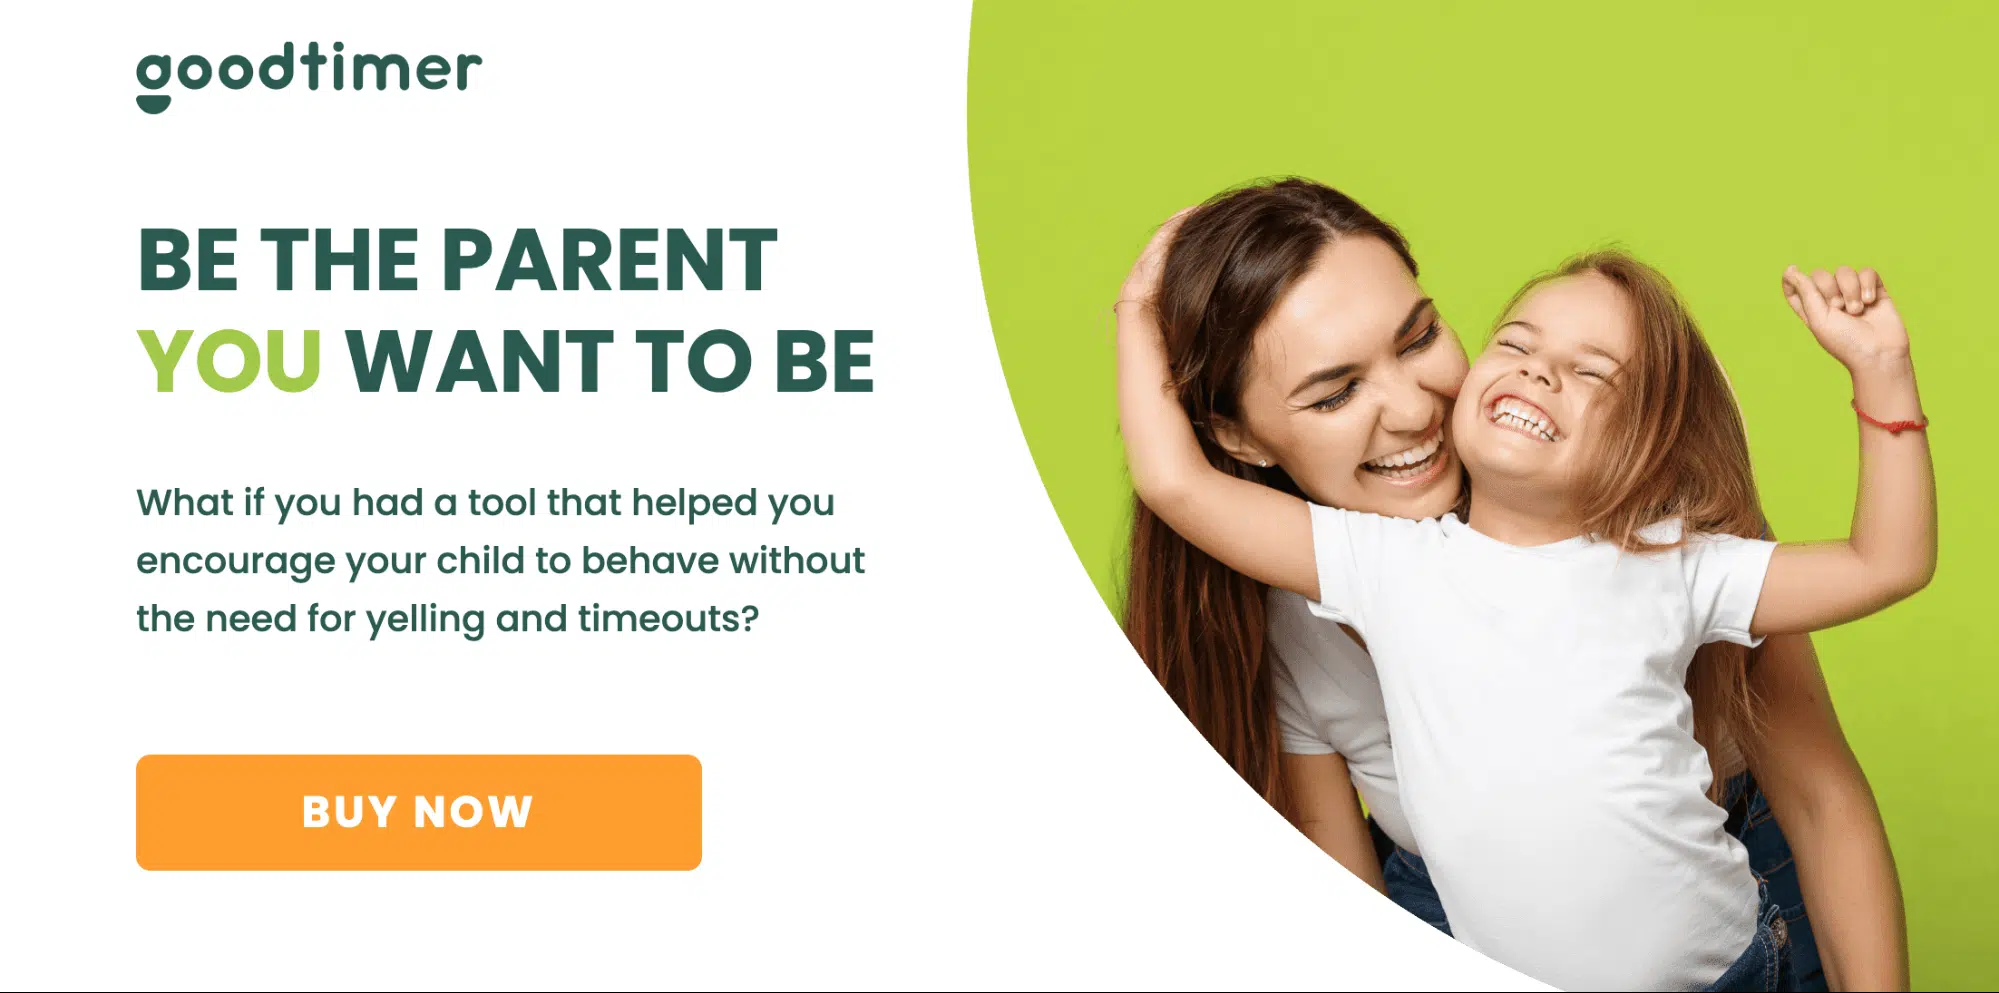 goodtimer
BE THE PARENT
YOU WANT TO BE
What if you had a tool that helped you
encourage your child to behave without
the need for yelling and timeouts?
BUY NOW